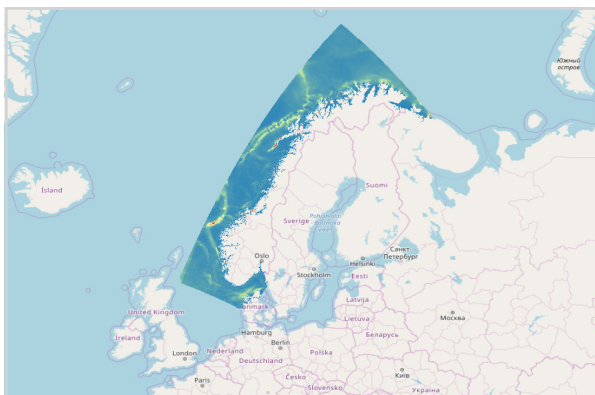 Южный
остров
Ísland
Suomi
Sverige
Oslo
Санкт
Петербург
Helsinki
Stockholm
Eesti
Latvija
United Kingdom
Lietuva
Москва
Ireland
Hamburg
Беларусь
Nederland
Berlin
London
Polska
Deutschland
Київ
Paris
Česko
Slovensko
Україна